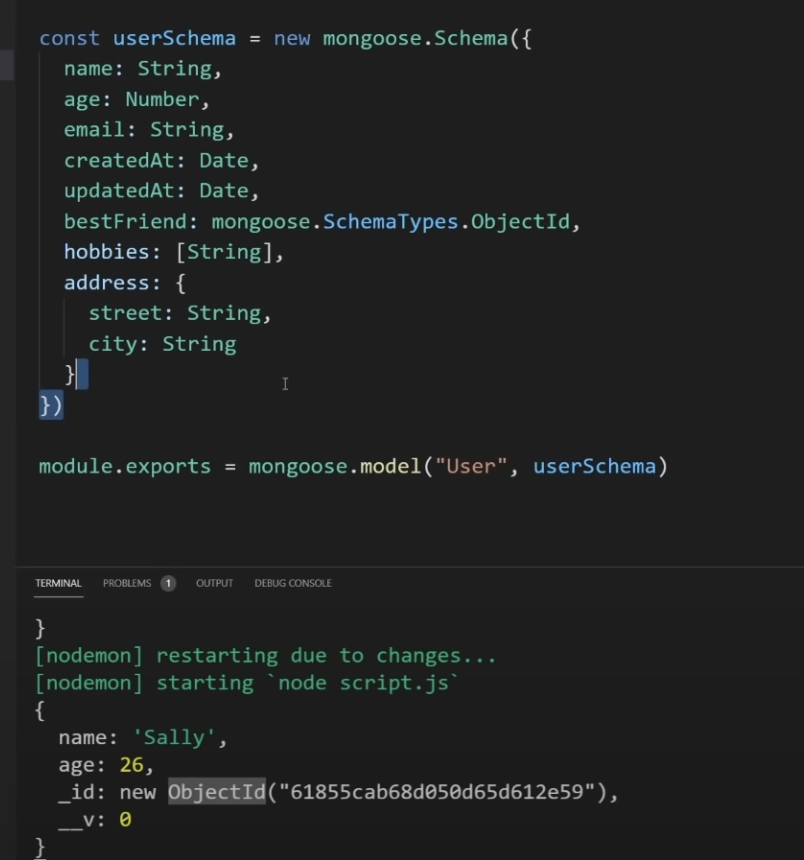 const userSchema = new mongoose.Schema({
  name: String,
  age: Number,
  email: String,
  createdAt: Date,
  updatedAt: Date,
  bestFriend: mongoose.SchemaTypes.ObjectId,
  hobbies: [String],
  address: {
    street: String,
    city: String
  }
})
module.exports = mongoose.model("User", userSchema)
TERMINAL PROBLEMS 1 OUTPUT DEBUG CONSOLE
}
[nodemon] restarting due to changes...
[nodemon] starting `node script.js`
{
  name: 'Sally',
  age: 26,
  _id: new ObjectId("61855cab68d050d65d612e59"),
  __v: 0
}